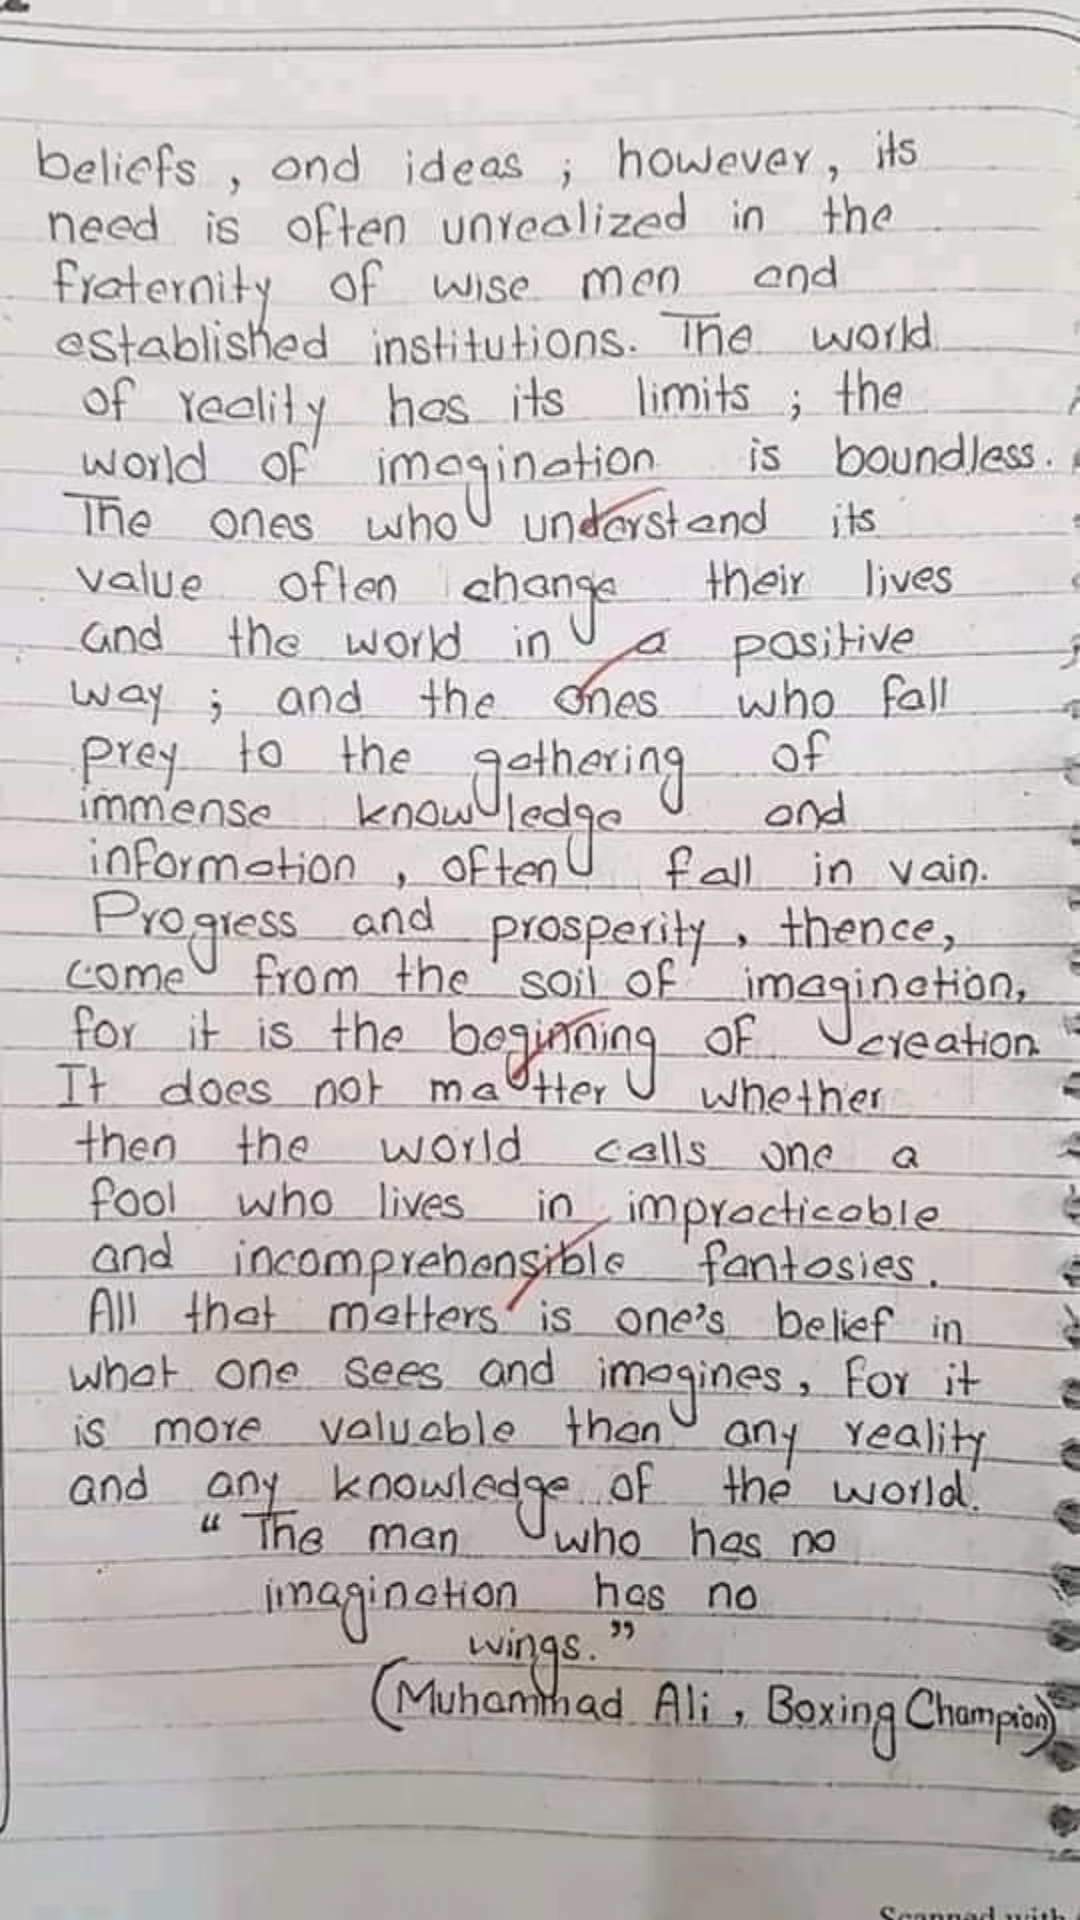 beliefs, and ideas ; however, its
need is often unrealized in the
fraternity of wise men and
established institutions. The world
of reality has its limits ; the
world of imagination is boundless.
The ones who understand its
value often change their lives
and the world in a positive
way ; and the ones who fall
prey to the gathering of
immense knowledge and
information, often fall in vain.
Progress and prosperity, thence,
come from the soil of imagination,
for it is the beginning of creation
It does not matter whether
then the world calls one a
fool who lives in impracticable
and incomprehensible fantasies.
All that matters is one's belief in
what one sees and imagines, for it
is more valuable than any reality
and any knowledge of the world.
“ The man who has no
imagination has no
wings.”
(Muhammad Ali, Boxing Champion)
Scanned with